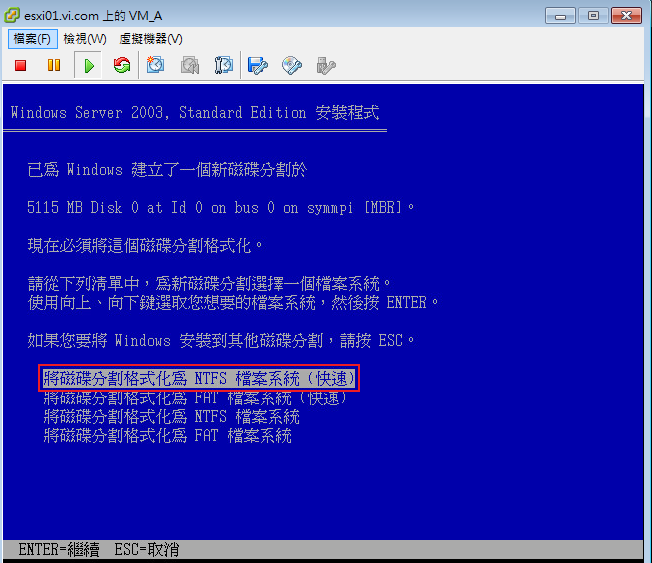 esxi01.vi.com 上的 VM_A
檔案(F) 檢視(W) 虛擬機器(V)
Windows Server 2003, Standard Edition 安裝程式
已為 Windows 建立了一個新磁碟分割於
5115 MB Disk 0 at Id 0 on bus 0 on symmpi [MBR]。
現在必須將這個磁碟分割格式化。
請從下列清單中，為新磁碟分割選擇一個檔案系統。
使用向上、向下鍵選取您想要的檔案系統，然後按 ENTER。
如果您要將 Windows 安裝到其他磁碟分割，請按 ESC。
將磁碟分割格式化為 NTFS 檔案系統 (快速)
將磁碟分割格式化為 FAT 檔案系統 (快速)
將磁碟分割格式化為 NTFS 檔案系統
將磁碟分割格式化為 FAT 檔案系統
ENTER=繼續 ESC=取消